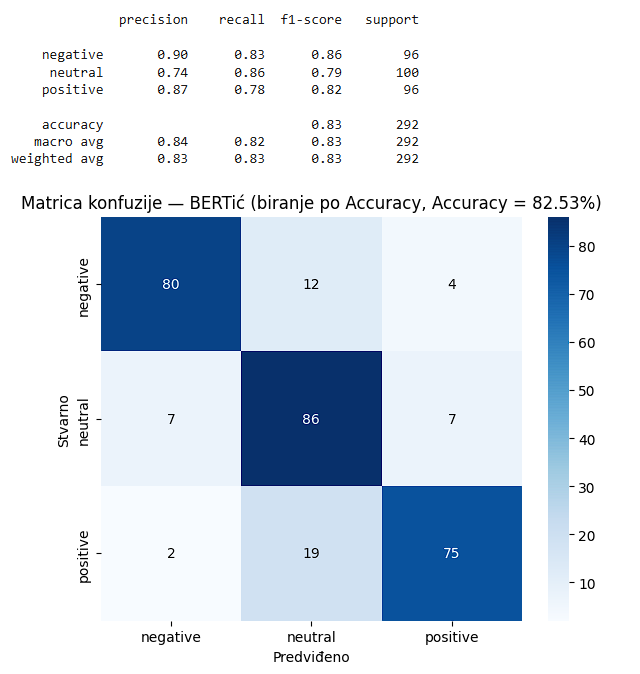 precision recall f1-score support
negative 0.90 0.83 0.86 96
neutral 0.74 0.86 0.79 100
positive 0.87 0.78 0.82 96
accuracy 0.83 292
macro avg 0.84 0.82 0.83 292
weighted avg 0.83 0.83 0.83 292
Matrica konfuzije — BERTić (biranje po Accuracy, Accuracy = 82.53%)
Stvarno
negative
80 12 4
neutral
7 86 7
positive
2 19 75
negative neutral positive
Predviđeno
80
70
60
50
40
30
20
10